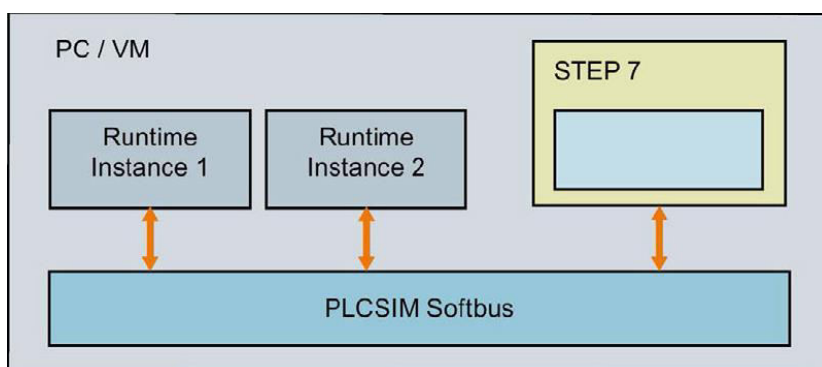 PC / VM
STEP 7
Runtime
Instance 1
Runtime
Instance 2
PLCSIM Softbus